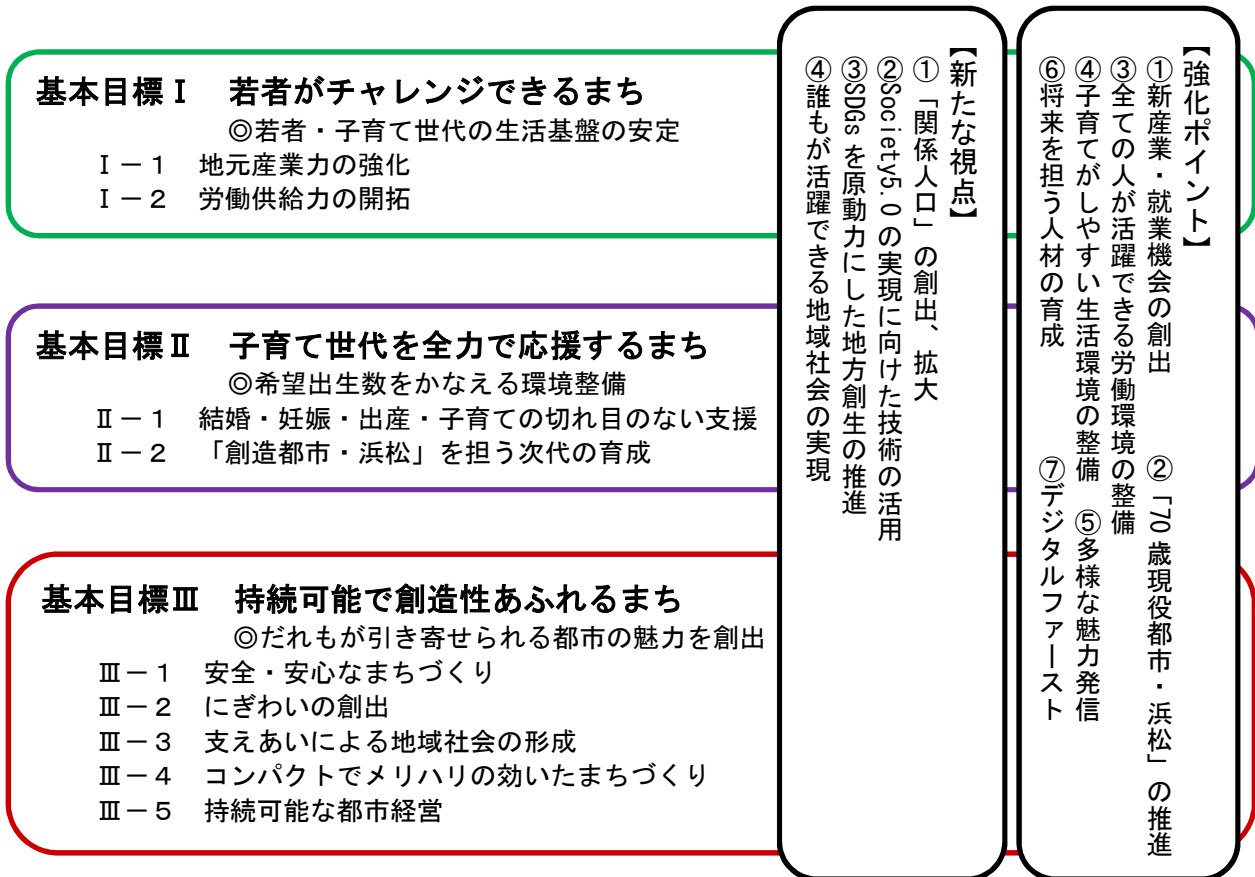 基本目標Ⅰ　若者がチャレンジできるまち
◎若者・子育て世代の生活基盤の安定
Ⅰ－１　地元産業力の強化
Ⅰ－２　労働供給力の開拓
基本目標Ⅱ　子育て世代を全力で応援するまち
◎希望出生数をかなえる環境整備
Ⅱ－１　結婚・妊娠・出産・子育ての切れ目のない支援
Ⅱ－２　「創造都市・浜松」を担う次代の育成
基本目標Ⅲ　持続可能で創造性あふれるまち
◎だれもが引き寄せられる都市の魅力を創出
Ⅲ－１　安全・安心なまちづくり
Ⅲ－２　にぎわいの創出
Ⅲ－３　支えあいによる地域社会の形成
Ⅲ－４　コンパクトでメリハリの効いたまちづくり
Ⅲ－５　持続可能な都市経営
【新たな視点】
①「関係人口」の創出、拡大
②Society5.0の実現に向けた技術の活用
③SDGsを原動力にした地方創生の推進
④誰もが活躍できる地域社会の実現
【強化ポイント】
①新産業・就業機会の創出　②「70歳現役都市・浜松」の推進
③全ての人が活躍できる労働環境の整備
④子育てがしやすい生活環境の整備　⑤多様な魅力発信
⑥将来を担う人材の育成　⑦デジタルファースト